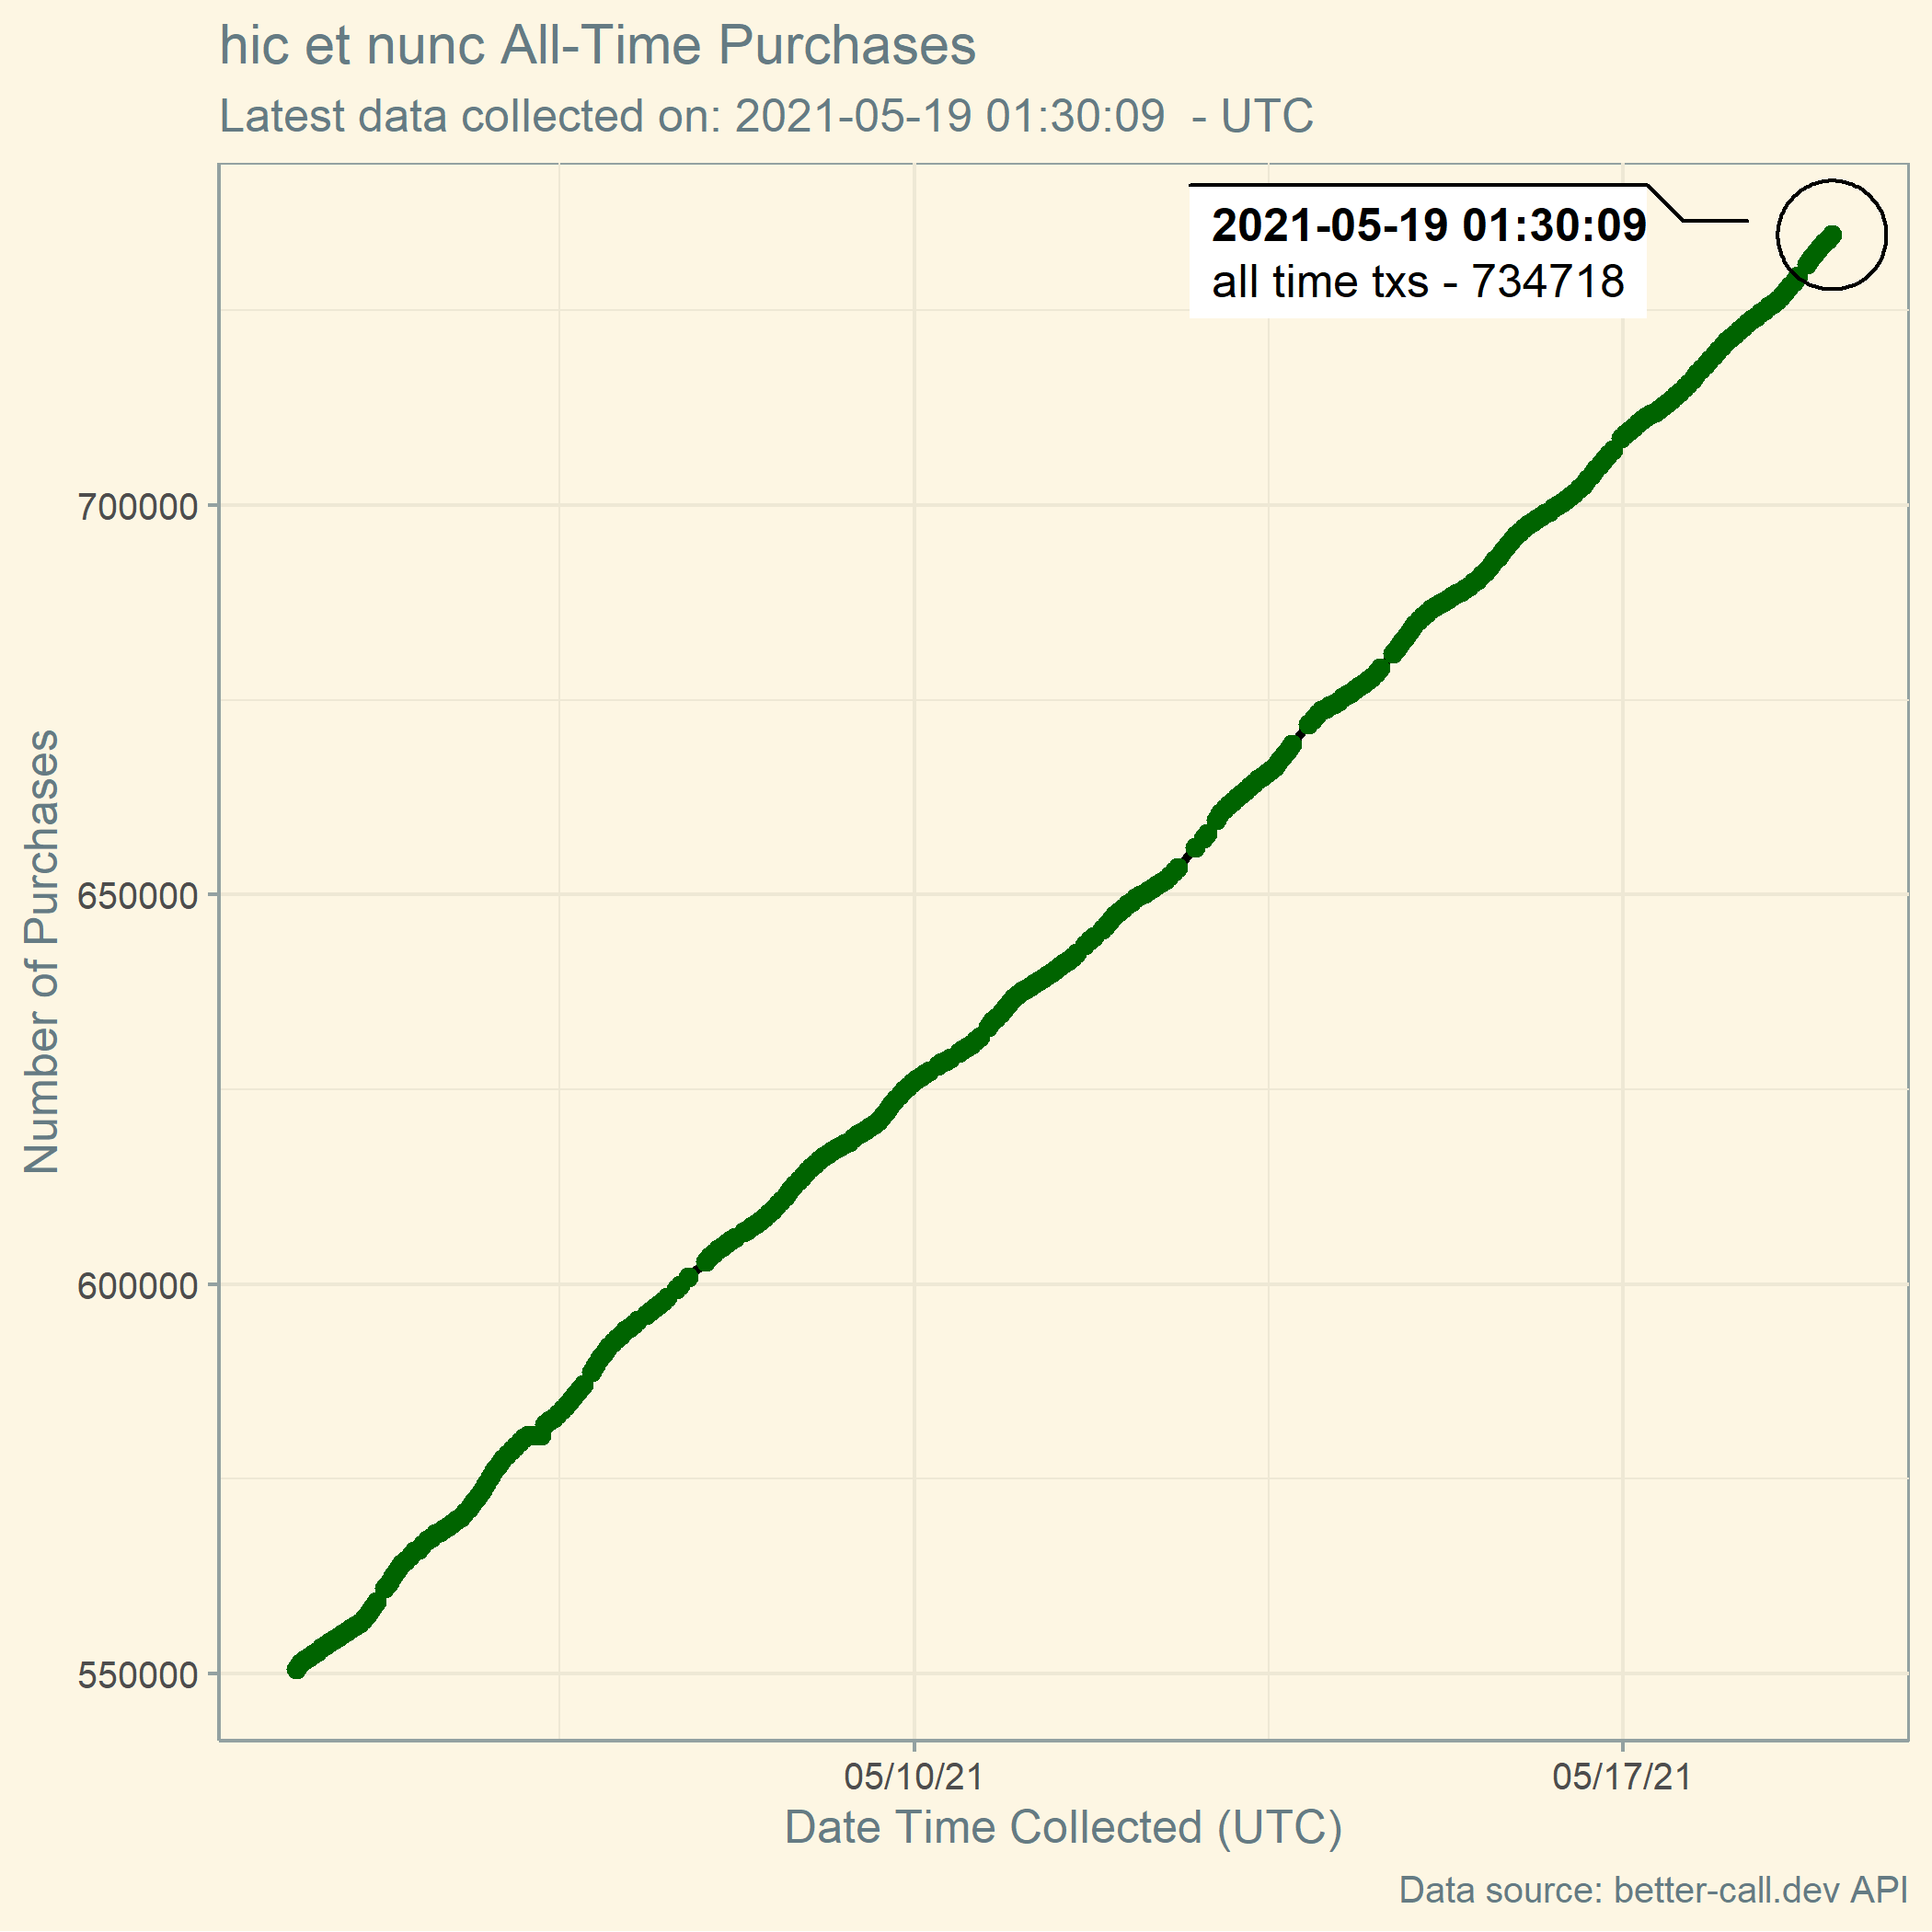 hic et nunc All-Time Purchases
Latest data collected on: 2021-05-19 01:30:09  - UTC
2021-05-19 01:30:09
all time txs - 734718
Number of Purchases
700000
650000
600000
550000
05/10/21
05/17/21
Date Time Collected (UTC)
Data source: better-call.dev API